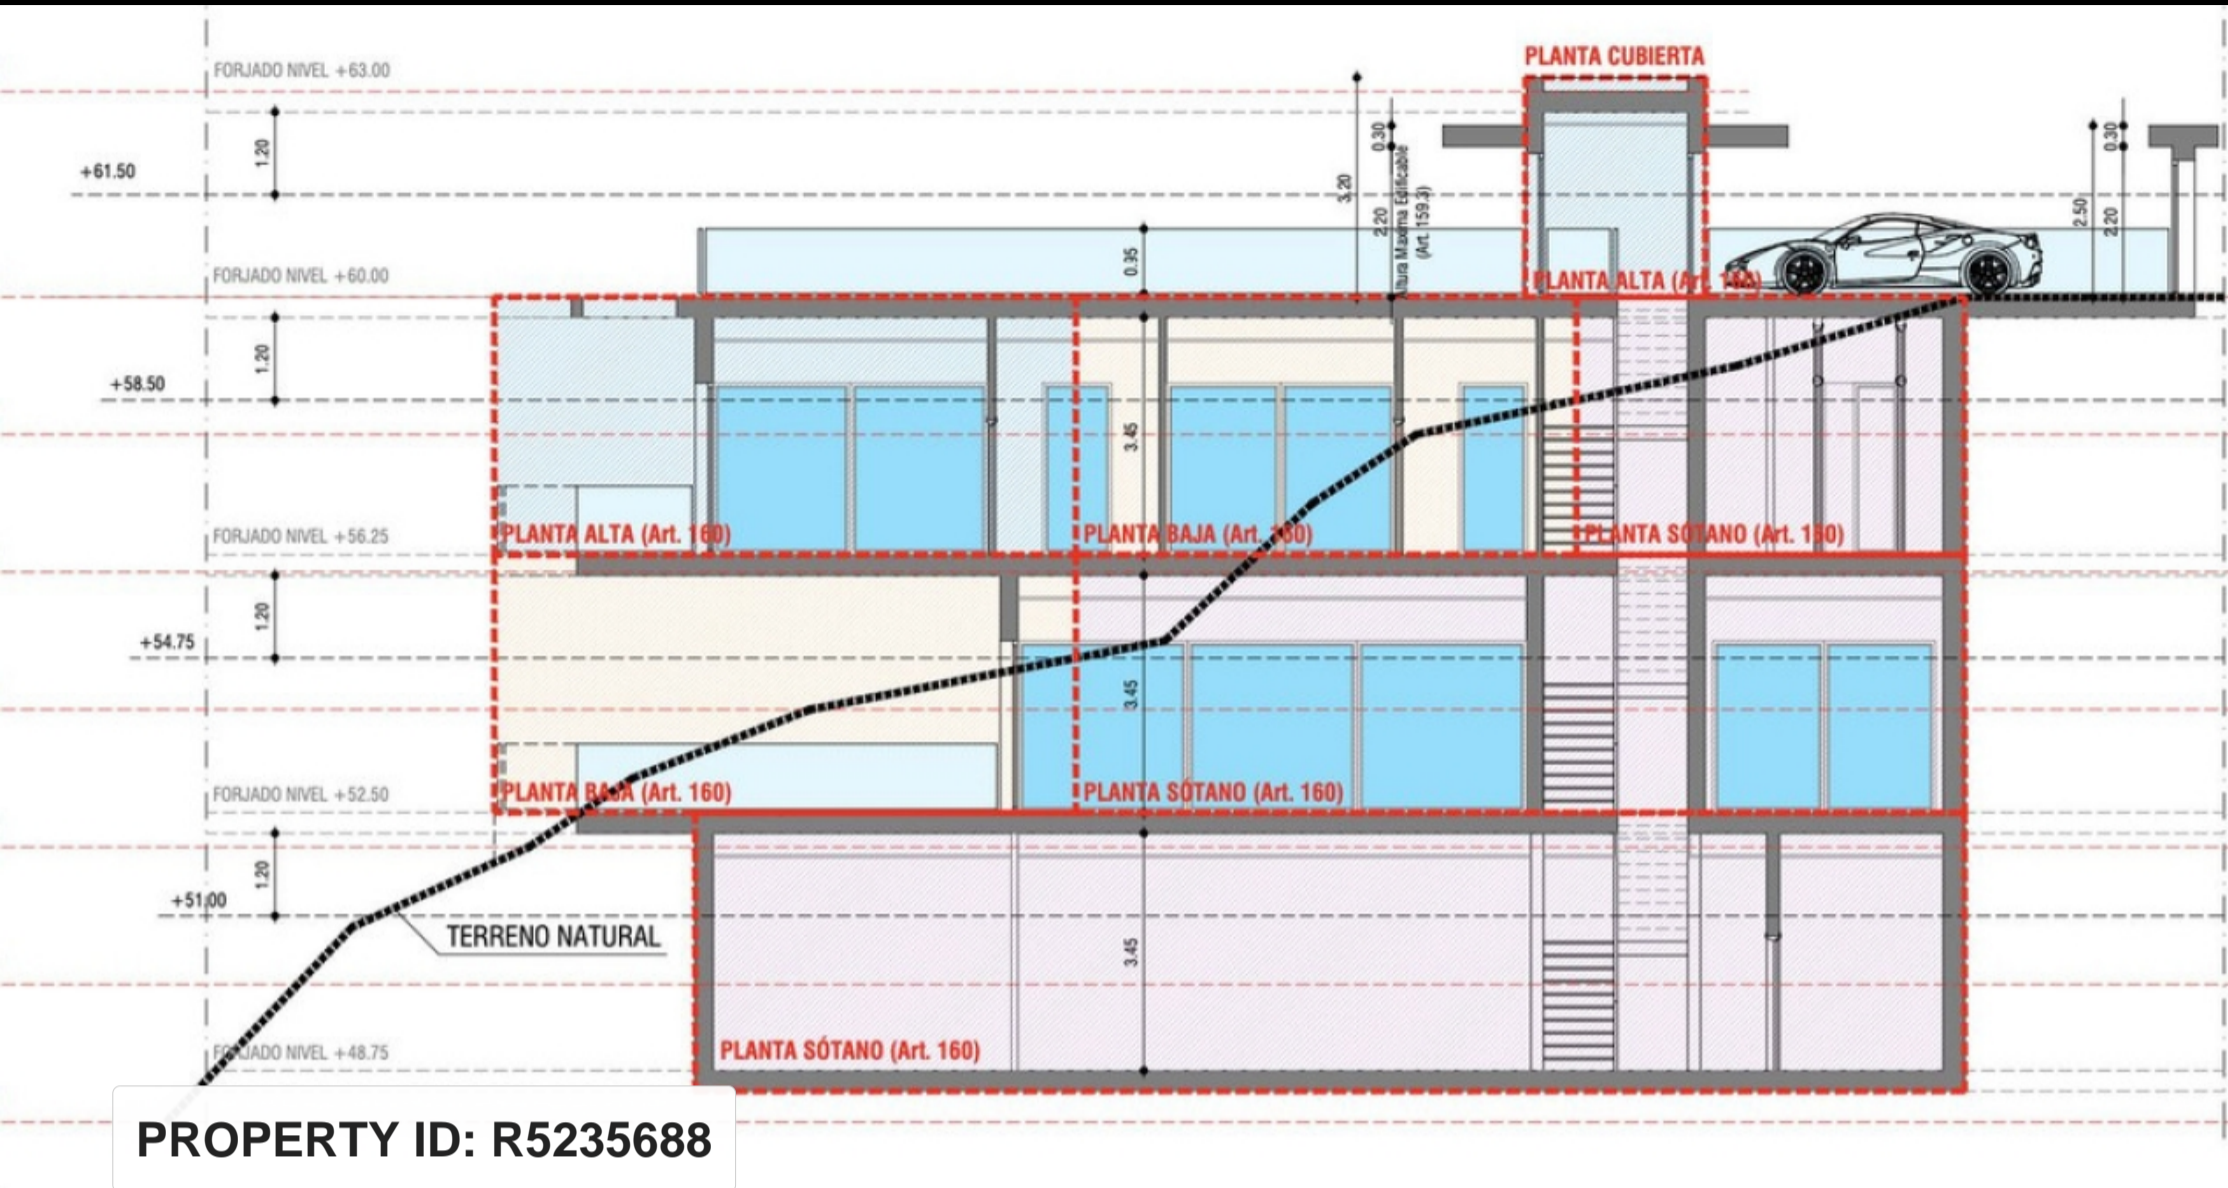 PLANTA CUBIERTA
FORJADO NIVEL +63.00
1.20
+61.50
3.20
0.30
2.20
Altura Maxima Edificable
(Art. 159.3)
2.50
0.30
2.20
0.95
FORJADO NIVEL +60.00
PLANTA ALTA (Art. 160)
1.20
+58.50
3.45
FORJADO NIVEL +56.25
PLANTA ALTA (Art. 160)
PLANTA BAJA (Art. 160)
PLANTA SÓTANO (Art. 160)
1.20
+54.75
3.45
FORJADO NIVEL +52.50
PLANTA BAJA (Art. 160)
PLANTA SÓTANO (Art. 160)
1.20
+51.00
TERRENO NATURAL
3.45
FORJADO NIVEL +48.75
PLANTA SÓTANO (Art. 160)
PROPERTY ID: R5235688